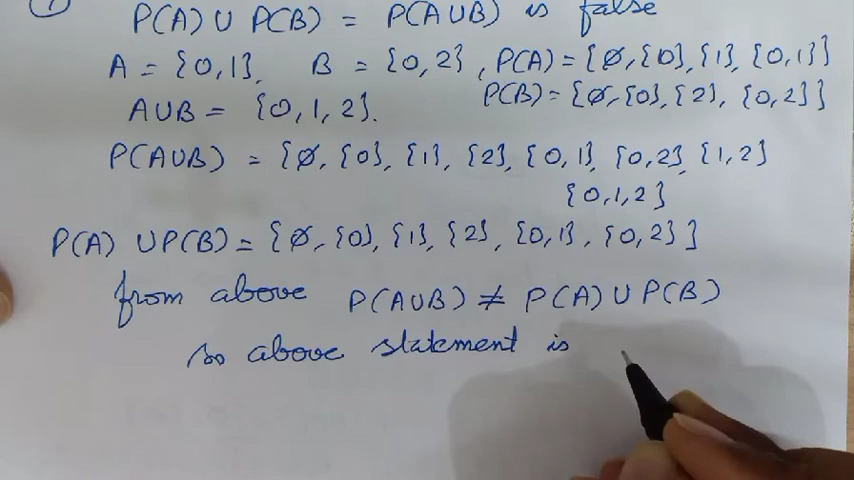 1
P(A) ∪ P(B) = P(A∪B) is false
A = {0,1}, B = {0,2}, P(A) = {∅, {0}, {1}, {0,1}}
A∪B = {0,1,2}. P(B) = {∅, {0}, {2}, {0,2}}
P(A∪B) = {∅, {0}, {1}, {2}, {0,1}, {0,2}, {1,2}
{0,1,2}
P(A) ∪ P(B) = {∅, {0}, {1}, {2}, {0,1}, {0,2}}
from above P(A∪B) ≠ P(A) ∪ P(B)
so above statement is